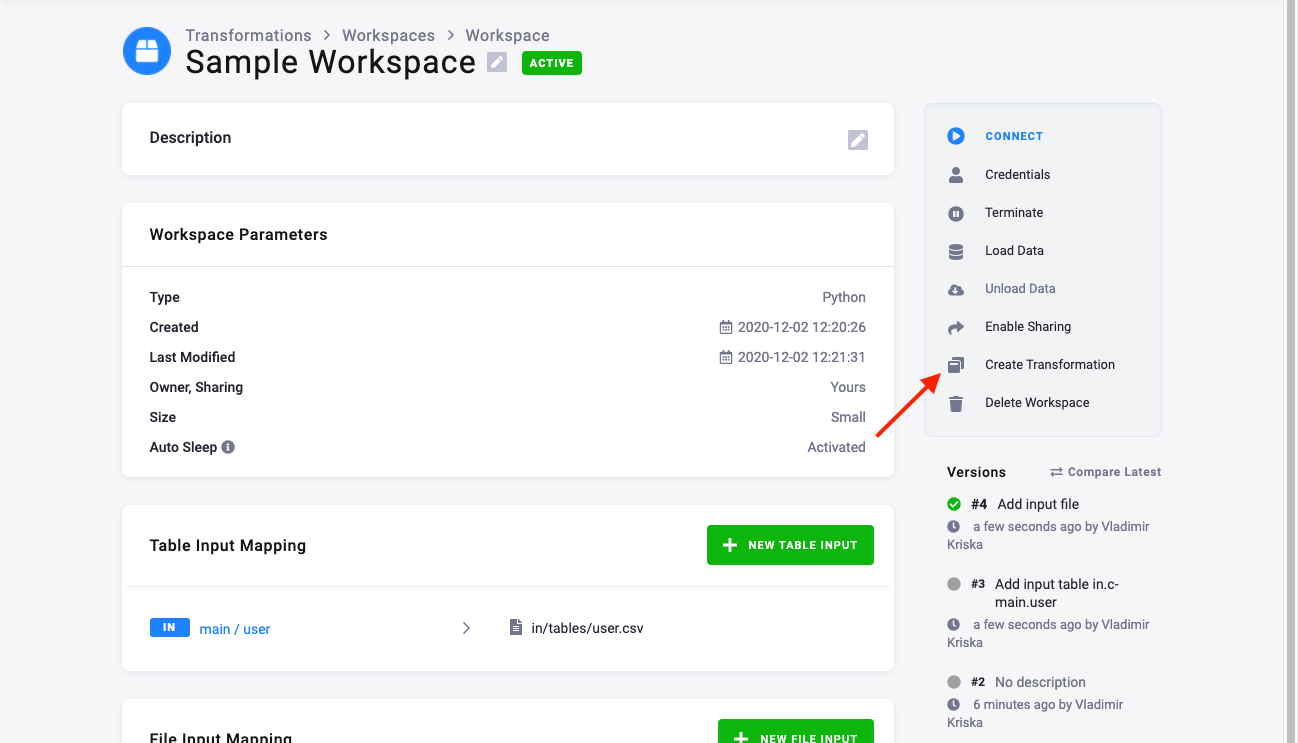 Transformations > Workspaces > Workspace
Sample Workspace ACTIVE
Description
Workspace Parameters
Type Python
Created 2020-12-02 12:20:26
Last Modified 2020-12-02 12:21:31
Owner, Sharing Yours
Size Small
Auto Sleep Activated
Table Input Mapping
NEW TABLE INPUT
IN main / user > in/tables/user.csv
File Input Mapping
NEW FILE INPUT
CONNECT
Credentials
Terminate
Load Data
Unload Data
Enable Sharing
Create Transformation
Delete Workspace
Versions Compare Latest
#4 Add input file
a few seconds ago by Vladimir
Kriska
#3 Add input table in.c-
main.user
a few seconds ago by Vladimir
Kriska
#2 No description
6 minutes ago by Vladimir
Kriska